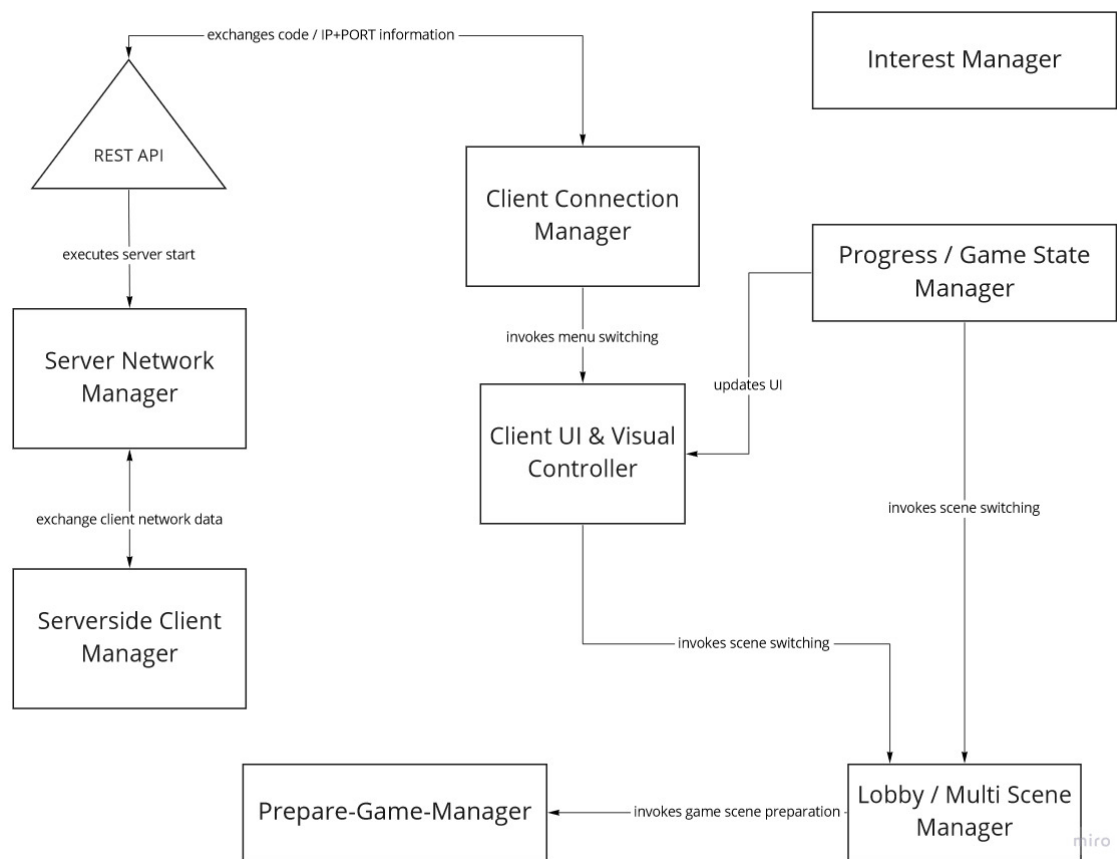 exchanges code / IP+PORT information
Interest Manager
REST API
Client Connection
Manager
executes server start
Progress / Game State
Manager
invokes menu switching
Server Network
Manager
updates UI
Client UI & Visual
Controller
exchange client network data
invokes scene switching
Serverside Client
Manager
invokes scene switching
Prepare-Game-Manager
invokes game scene preparation
Lobby / Multi Scene
Manager
miro